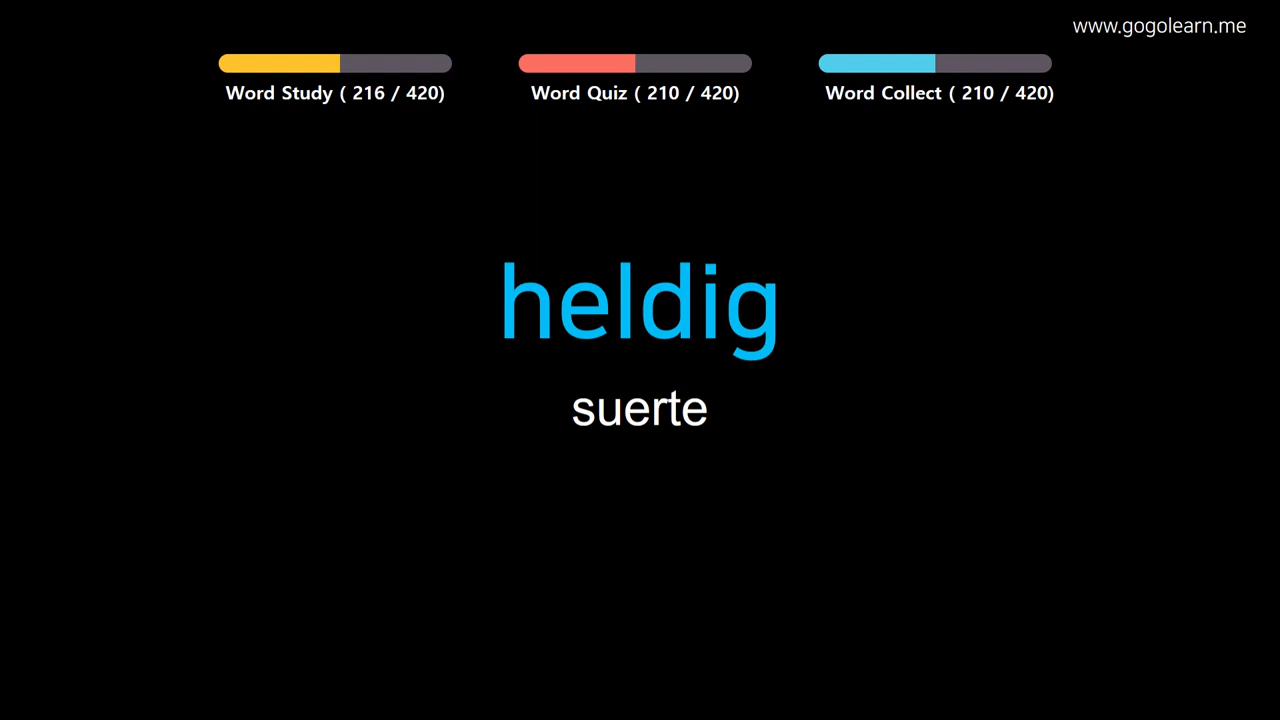 www.gogolearn.me
Word Study ( 216 / 420)
Word Quiz ( 210 / 420)
Word Collect ( 210 / 420)
heldig
suerte